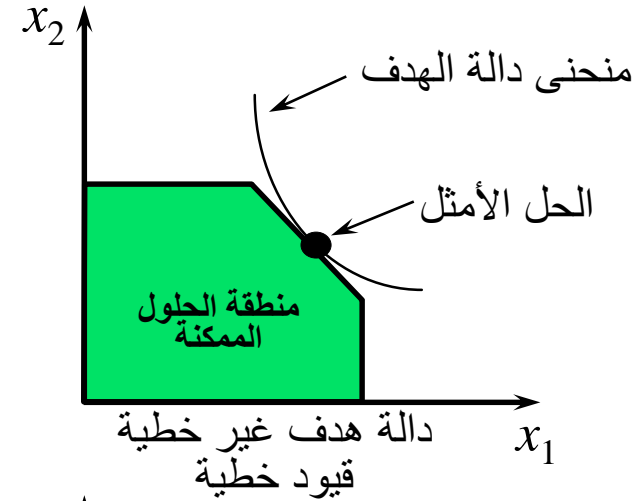 x₂
منحنى دالة الهدف
الحل الأمثل
منطقة الحلول
الممكنة
x₁
دالة هدف غير خطية
قيود خطية